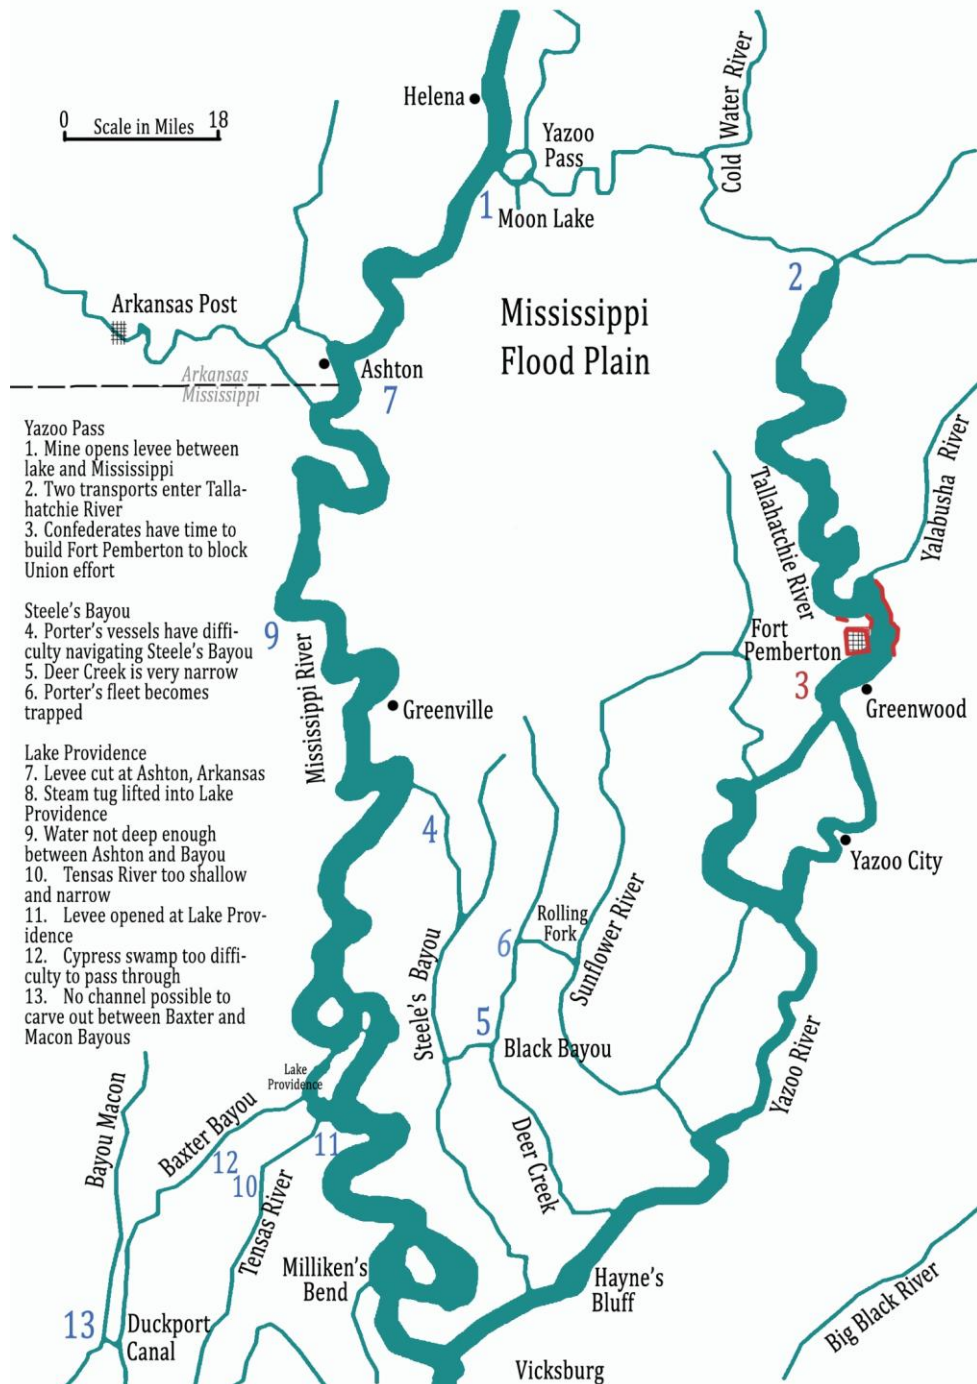 Helena
0 Scale in Miles 18
Yazoo
Pass
Cold Water River
1
Moon Lake
2
Arkansas Post
Mississippi
Flood Plain
Ashton
Arkansas
Mississippi
7
Yazoo Pass
1. Mine opens levee between
lake and Mississippi
2. Two transports enter Talla-
hatchie River
3. Confederates have time to
build Fort Pemberton to block
Union effort
Steele's Bayou
4. Porter's vessels have diffi-
culty navigating Steele's Bayou
5. Deer Creek is very narrow
6. Porter's fleet becomes
trapped
Lake Providence
7. Levee cut at Ashton, Arkansas
8. Steam tug lifted into Lake
Providence
9. Water not deep enough
between Ashton and Bayou
10. Tensas River too shallow
and narrow
11. Levee opened at Lake Prov-
idence
12. Cypress swamp too diffi-
culty to pass through
13. No channel possible to
carve out between Baxter and
Macon Bayous
Yalabusha River
Tallahatchie River
9
Mississippi River
Fort
Pemberton
3
Greenwood
Greenville
4
Yazoo City
Rolling
Fork
6
Sunflower River
Steele's Bayou
5
Black Bayou
Yazoo River
Lake
Providence
Bayou Macon
Baxter Bayou
12
11
10
Tensas River
Deer Creek
Milliken's
Bend
Hayne's
Bluff
Big Black River
13
Duckport
Canal
Vicksburg